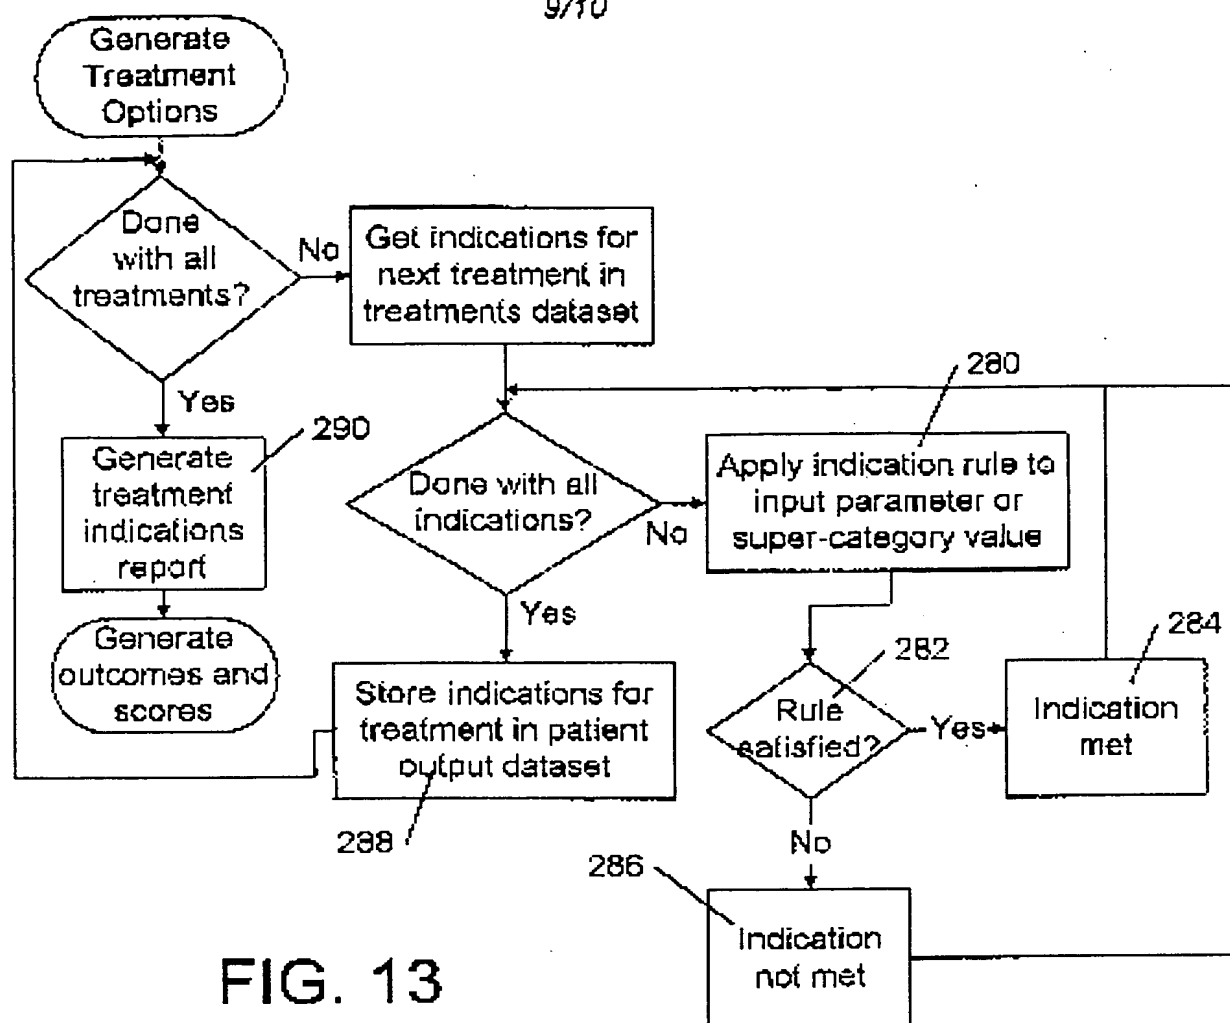 9/10
Generate
Treatment
Options
Done
with all
treatments?
No
Get indications for
next treatment in
treatments dataset
280
Yes
290
Generate
treatment
indications
report
Done with all
indications?
No
Apply indication rule to
input parameter or
super-category value
Yes
Generate
outcomes and
scores
Store indications for
treatment in patient
output dataset
288
282
Rule
satisfied?
Yes
284
Indication
met
No
286
Indication
not met
FIG. 13